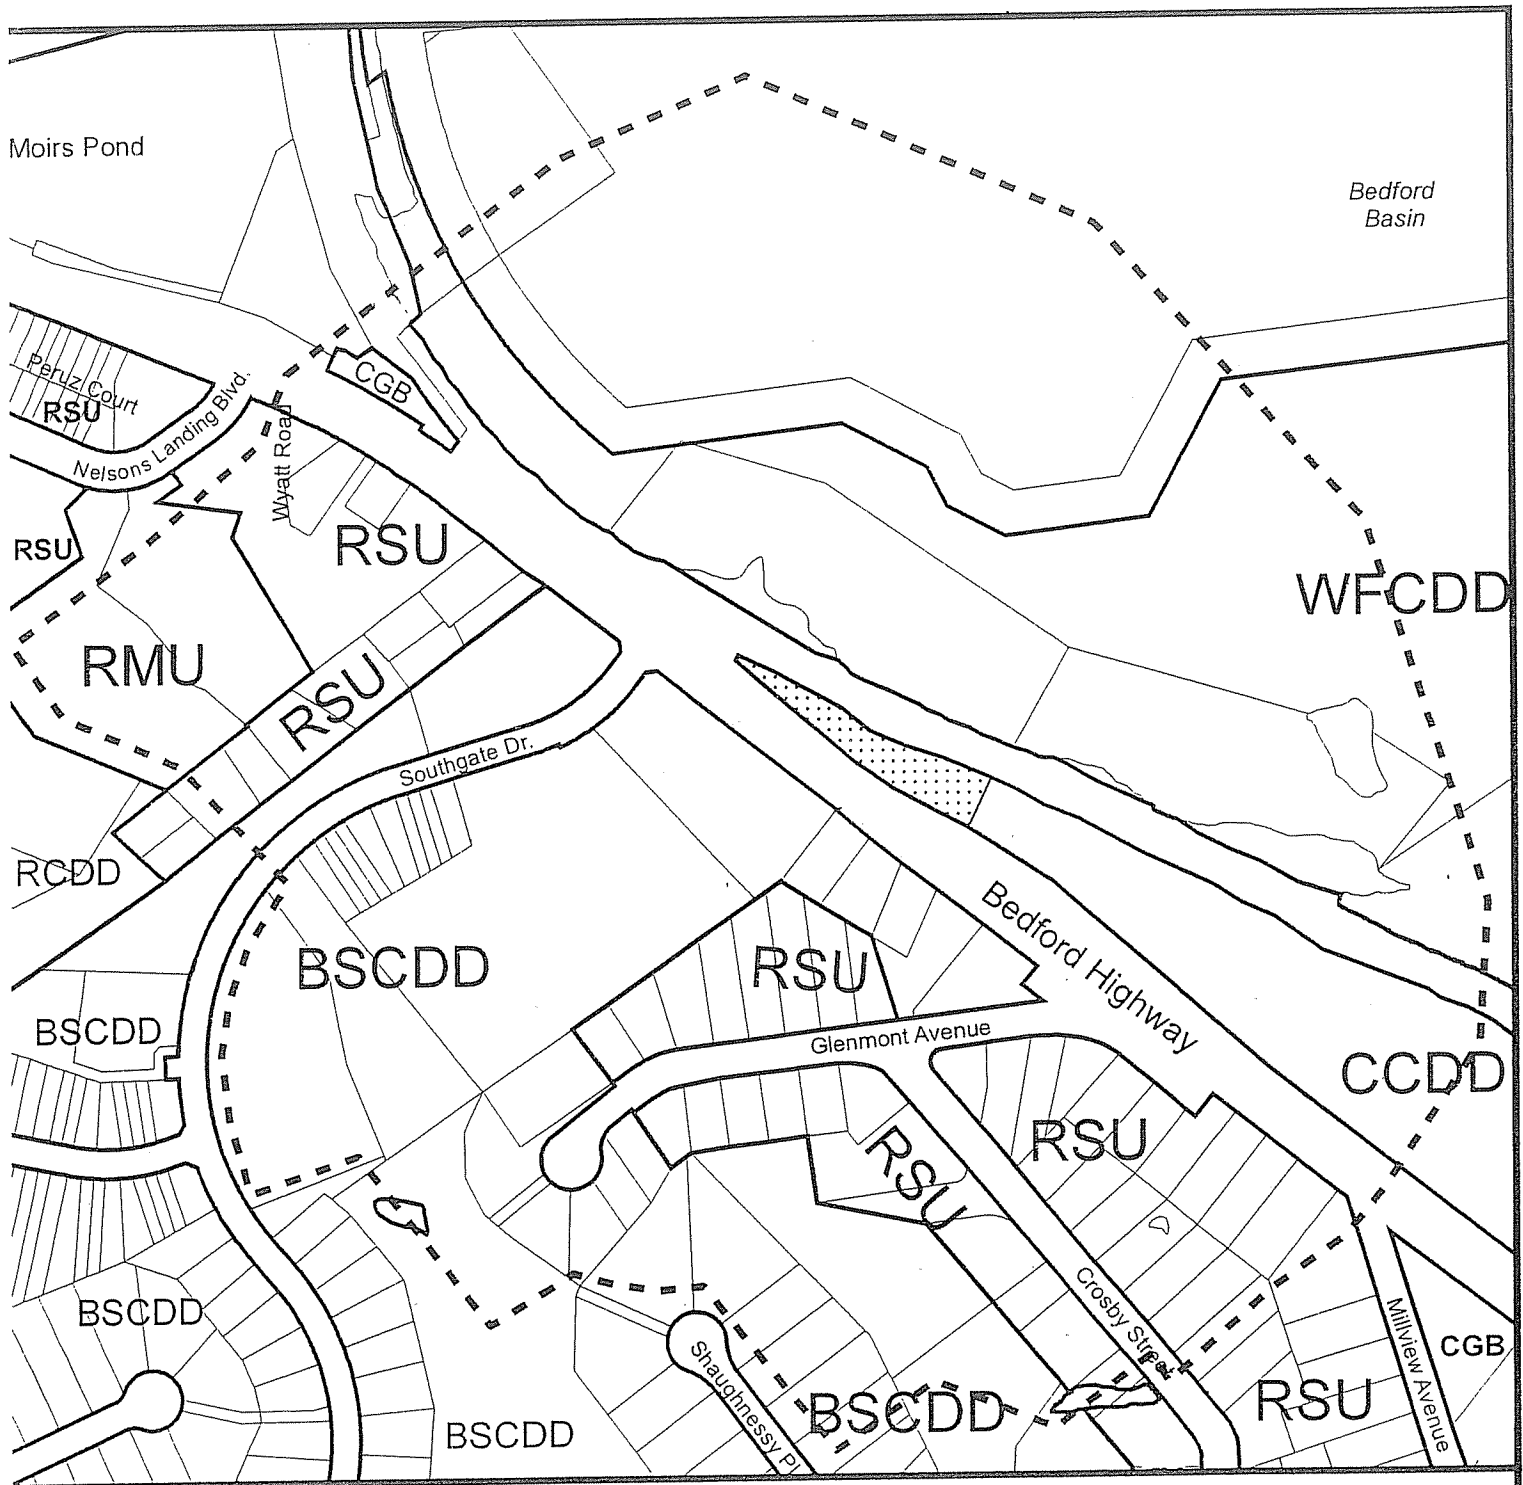 Moirs Pond
Bedford
Basin
Peruz Court
RSU
CGB
Nelsons Landing Blvd.
Wyatt Road
RSU
RSU
WFCDD
RMU
RSU
Southgate Dr.
RCDD
Bedford Highway
BSCDD
RSU
BSCDD
Glenmont Avenue
CCDD
RSU
RSU
Crosby Street
BSCDD
Millview Avenue
Shaughnessy Pl
CGB
RSU
BSCDD
BSCDD